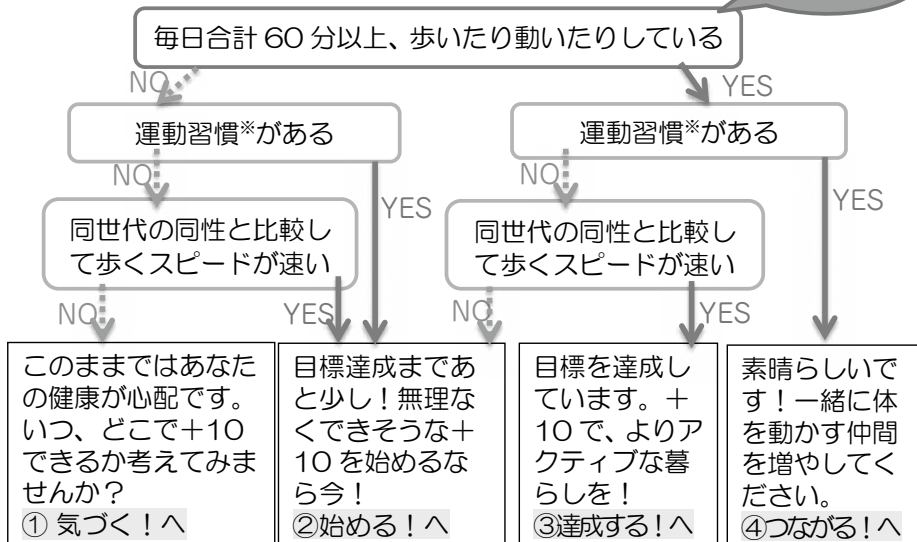 毎日合計 60 分以上、歩いたり動いたりしている
NO
YES
運動習慣※がある
運動習慣※がある
NO
YES
NO
YES
同世代の同性と比較し
て歩くスピードが速い
同世代の同性と比較し
て歩くスピードが速い
NO
YES
NO
YES
このままではあなた
の健康が心配です。
いつ、どこで＋10
できるか考えてみま
せんか？
① 気づく！へ
目標達成まであ
と少し！無理な
くできそうな＋
10 を始めるな
ら今！
②始める！へ
目標を達成し
ています。＋
10 で、よりア
クティブな暮
らしを！
③達成する！へ
素晴らしいで
す！一緒に体
を動かす仲間
を増やしてく
ださい。
④つながる！へ